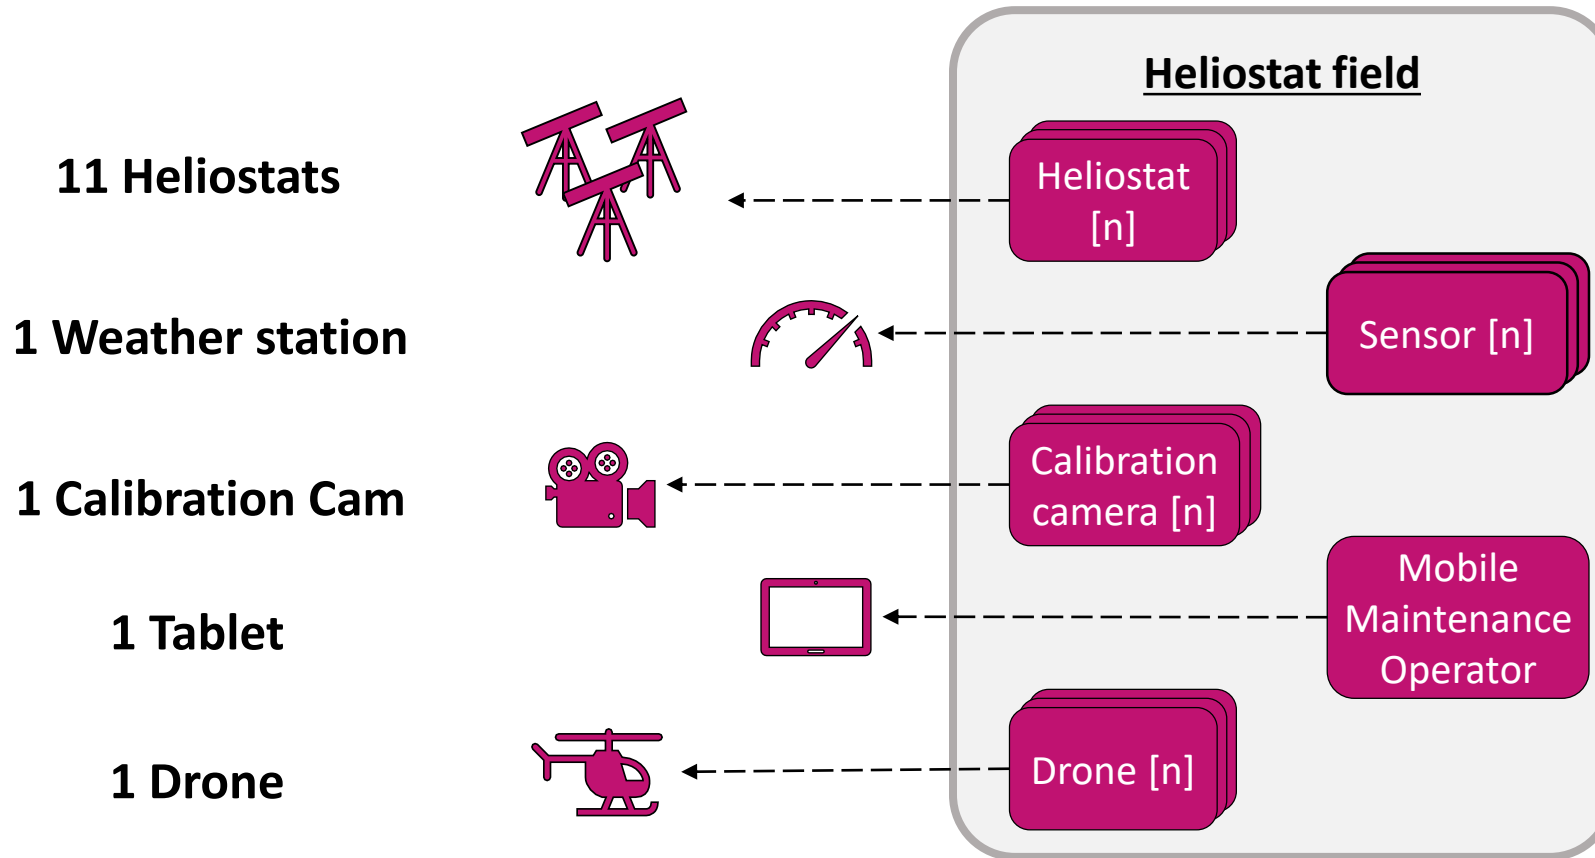 Heliostat field
11 Heliostats
Heliostat
[n]
1 Weather station
Sensor [n]
1 Calibration Cam
Calibration
camera [n]
1 Tablet
Mobile
Maintenance
Operator
1 Drone
Drone [n]